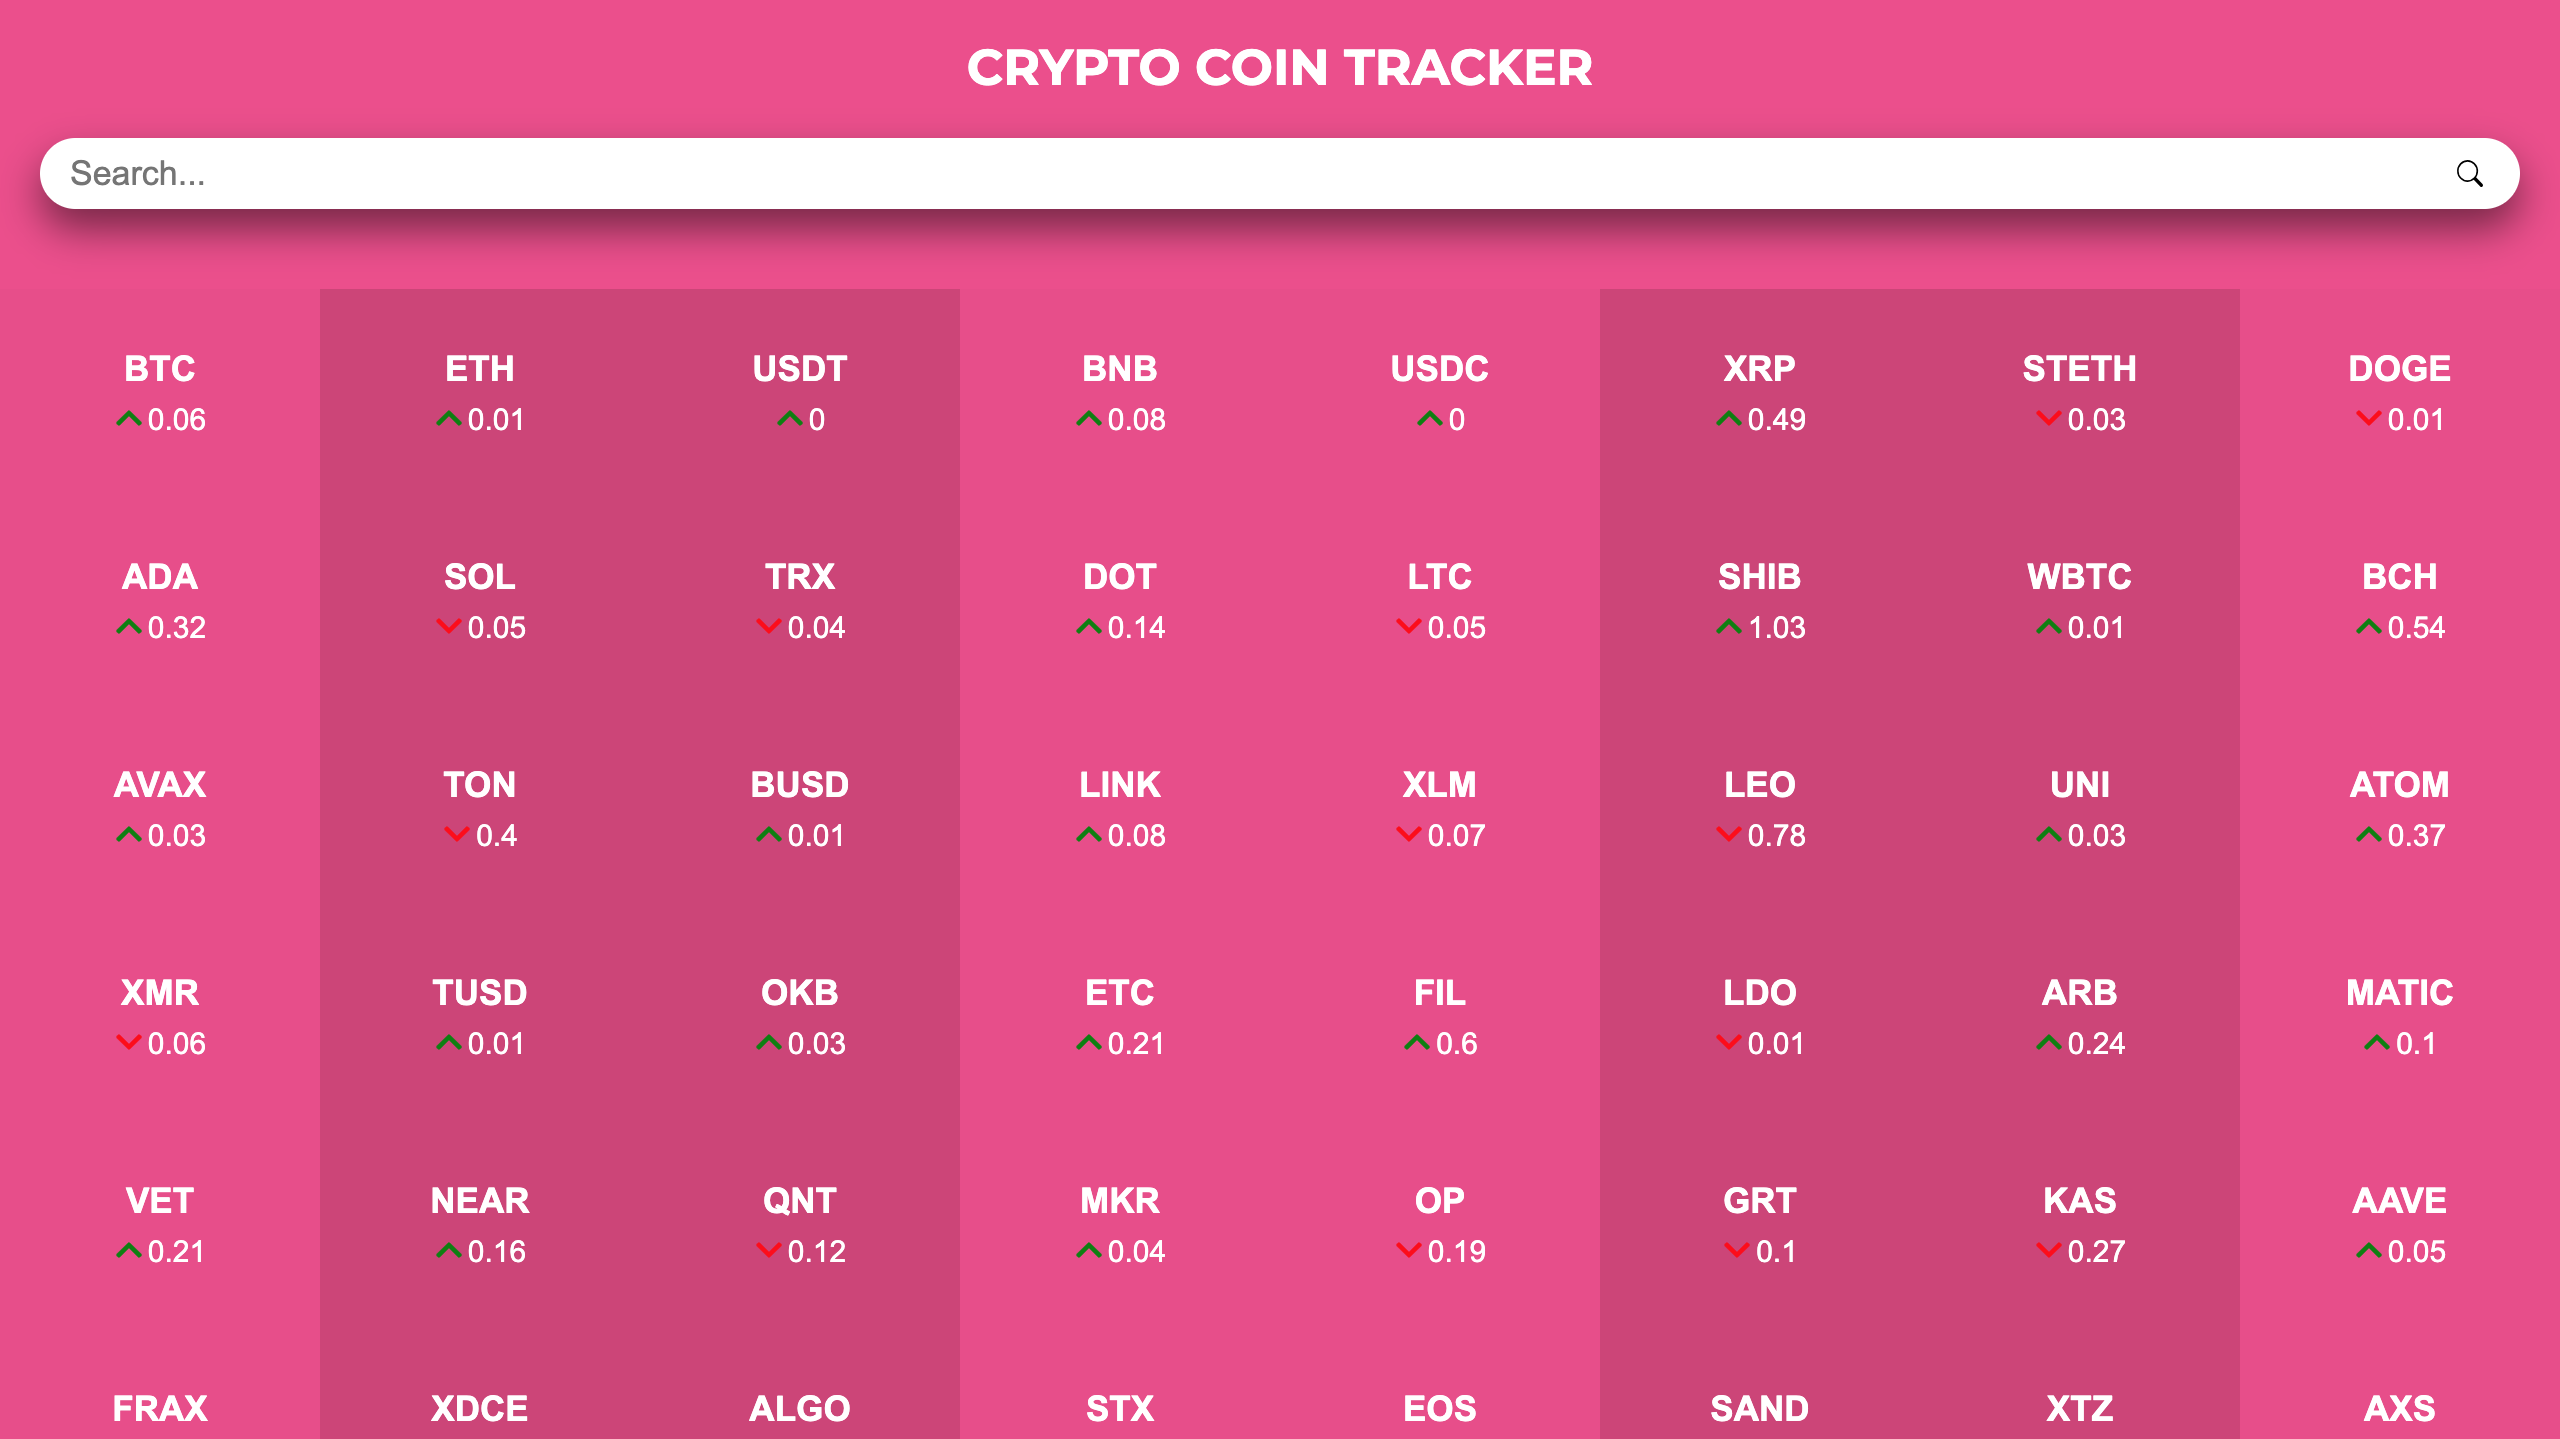 CRYPTO COIN TRACKER
Search...
BTC ETH USDT BNB USDC XRP STETH DOGE
0.06 0.01 0 0.08 0 0.49 0.03 0.01
ADA SOL TRX DOT LTC SHIB WBTC BCH
0.32 0.05 0.04 0.14 0.05 1.03 0.01 0.54
AVAX TON BUSD LINK XLM LEO UNI ATOM
0.03 0.4 0.01 0.08 0.07 0.78 0.03 0.37
XMR TUSD OKB ETC FIL LDO ARB MATIC
0.06 0.01 0.03 0.21 0.6 0.01 0.24 0.1
VET NEAR QNT MKR OP GRT KAS AAVE
0.21 0.16 0.12 0.04 0.19 0.1 0.27 0.05
FRAX XDCE ALGO STX EOS SAND XTZ AXS